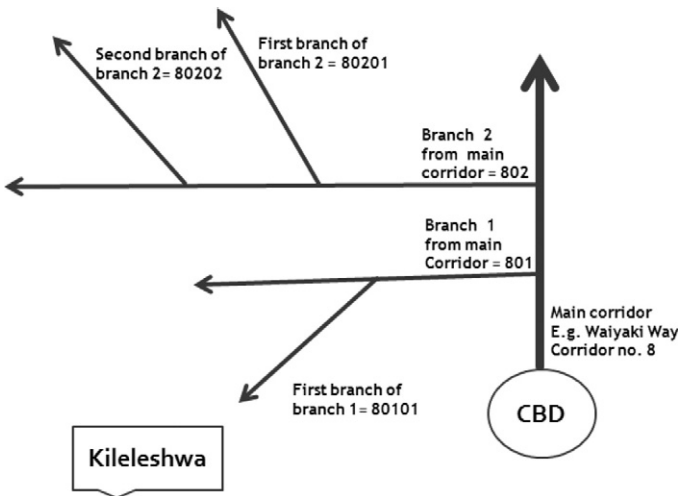 Second branch of
branch 2= 80202
First branch of
branch 2 = 80201
Branch 2
from main
corridor = 802
Branch 1
from main
Corridor = 801
Main corridor
E.g. Waiyaki Way
Corridor no. 8
First branch of
branch 1= 80101
CBD
Kileleshwa